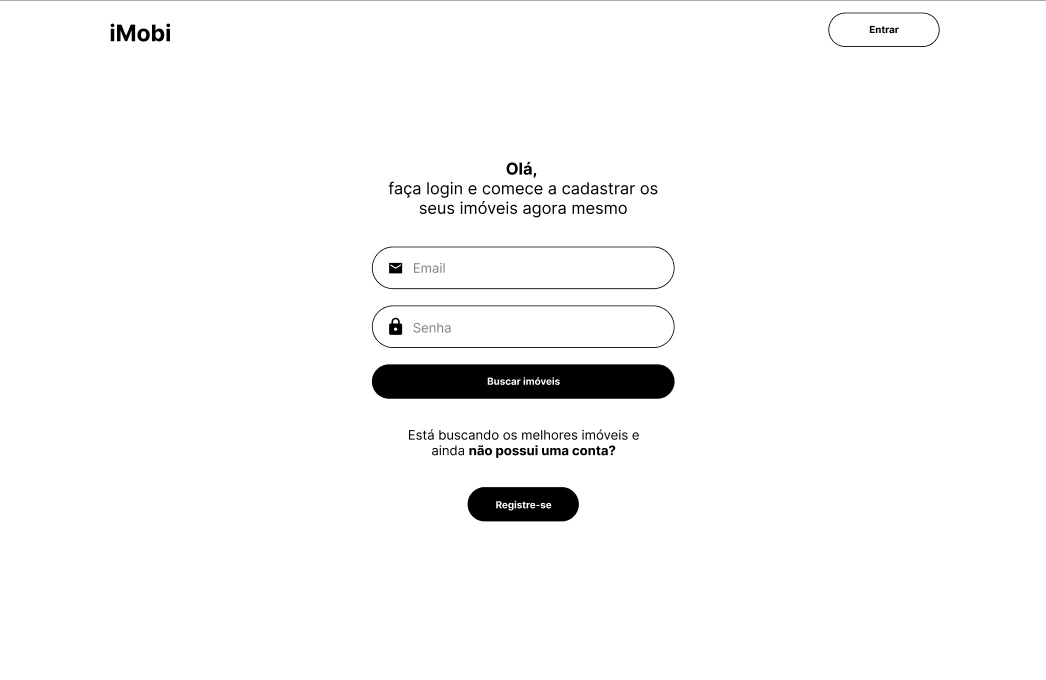 iMobi
Entrar
Olá,
faça login e comece a cadastrar os
seus imóveis agora mesmo
Email
Senha
Buscar imóveis
Está buscando os melhores imóveis e
ainda não possui uma conta?
Registre-se